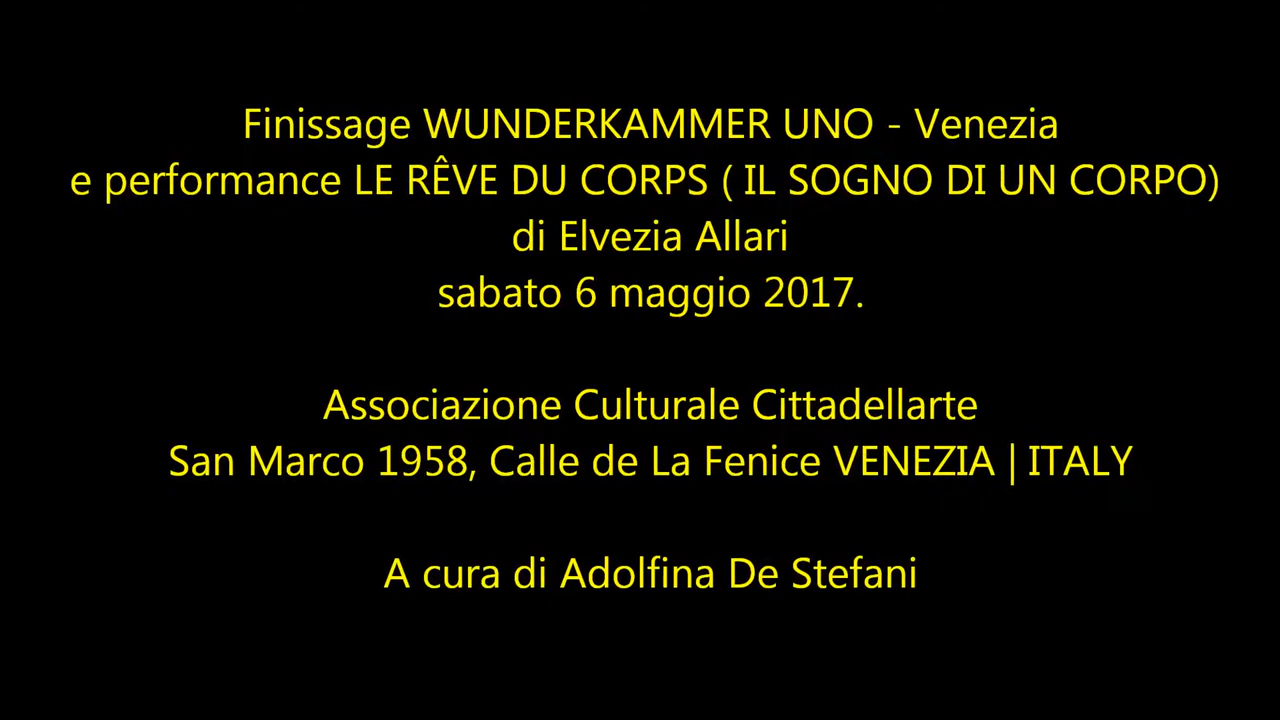 Finissage WUNDERKAMMER UNO - Venezia
e performance LE RÊVE DU CORPS ( IL SOGNO DI UN CORPO)
di Elvezia Allari
sabato 6 maggio 2017.
Associazione Culturale Cittadellarte
San Marco 1958, Calle de La Fenice VENEZIA | ITALY
A cura di Adolfina De Stefani